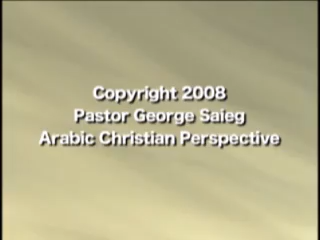 Copyright 2008
Pastor George Saieg
Arabic Christian Perspective